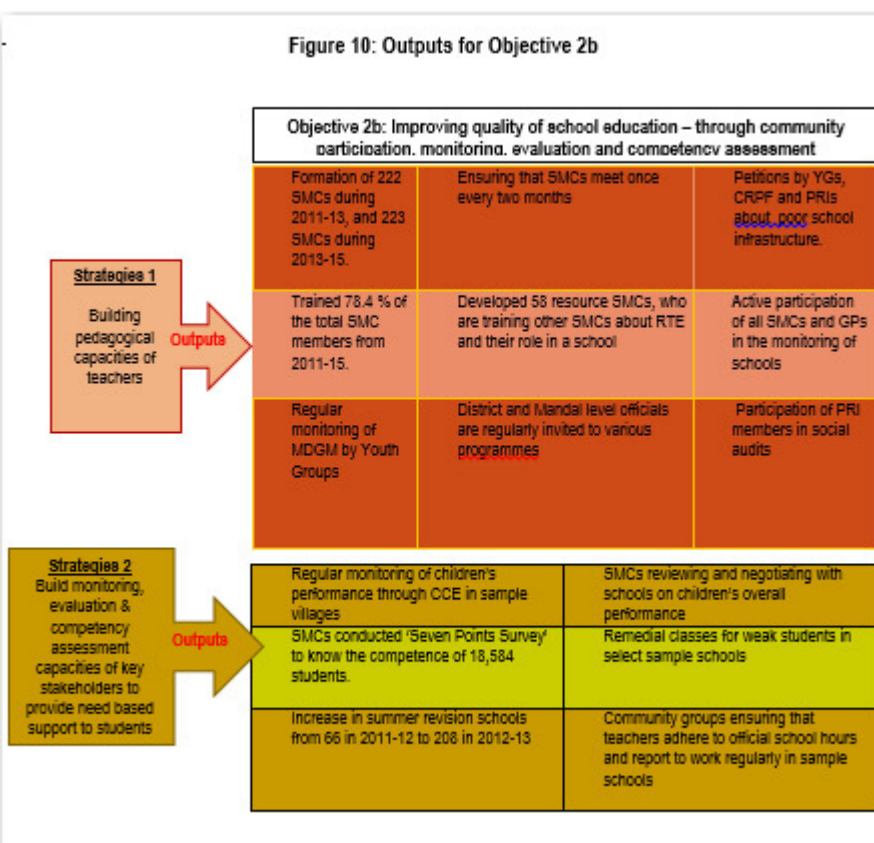 Figure 10: Outputs for Objective 2b
Objective 2b: Improving quality of school education – through community
participation, monitoring, evaluation and competency assessment
Strategies 1
Building
pedagogical
capacities of
teachers
Outputs
Formation of 222
SMCs during
2011-13, and 223
SMCs during
2013-15.
Ensuring that SMCs meet once
every two months
Petitions by YGs,
CRPF and PRIs
about poor school
infrastructure.
Trained 78.4 % of
the total SMC
members from
2011-15.
Developed 58 resource SMCs, who
are training other SMCs about RTE
and their role in a school
Active participation
of all SMCs and GPs
in the monitoring of
schools
Regular
monitoring of
MDGM by Youth
Groups
District and Mandal level officials
are regularly invited to various
programmes
Participation of PRI
members in social
audits
Strategies 2
Build monitoring,
evaluation &
competency
assessment
capacities of key
stakeholders to
provide need based
support to students
Outputs
Regular monitoring of children's
performance through CCE in sample
villages
SMCs reviewing and negotiating with
schools on children's overall
performance
SMCs conducted 'Seven Points Survey'
to know the competence of 18,584
students.
Remedial classes for weak students in
select sample schools
Increase in summer revision schools
from 66 in 2011-12 to 208 in 2012-13
Community groups ensuring that
teachers adhere to official school hours
and report to work regularly in sample
schools